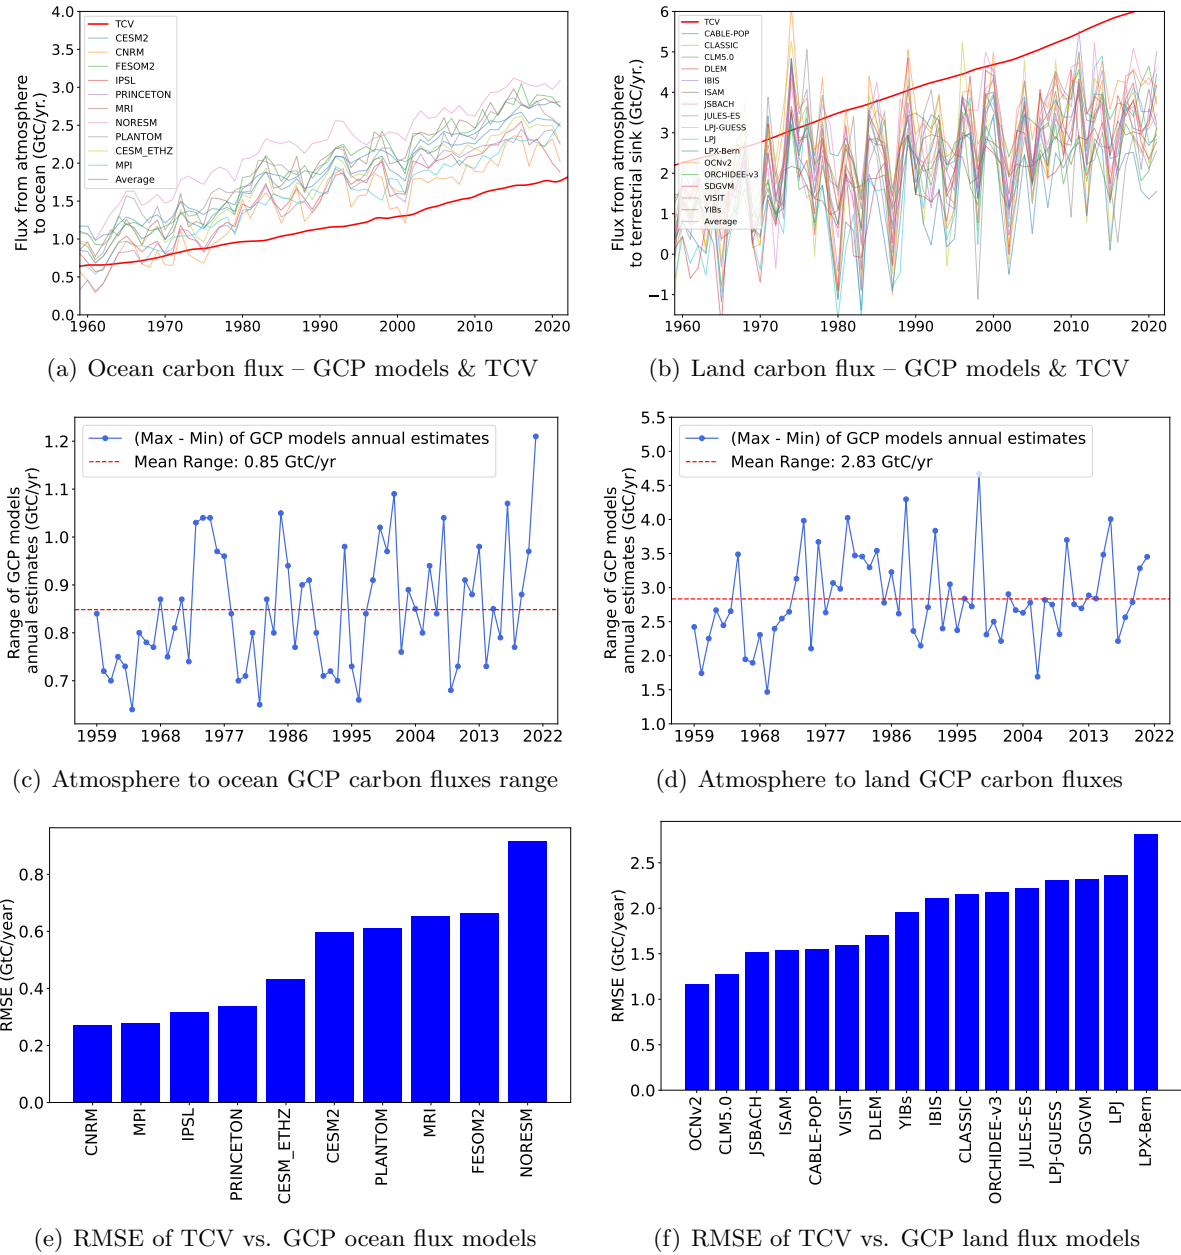 4.0
3.5
3.0
2.5
2.0
1.5
1.0
0.5
0.0
Flux from atmosphere
to ocean (GtC/yr.)
TCV
CESM2
CNRM
FESOM2
IPSL
PRINCETON
MRI
NORESM
PLANTOM
CESM_ETHZ
MPI
Average
1960 1970 1980 1990 2000 2010 2020
(a) Ocean carbon flux – GCP models & TCV
6
5
4
3
2
1
0
−1
Flux from atmosphere
to terrestrial sink (GtC/yr.)
TCV
CABLE-POP
CLASSIC
CLM5.0
DLEM
IBIS
ISAM
JSBACH
JULES-ES
LPJ-GUESS
LPJ
LPX-Bern
OCNv2
ORCHIDEE-v3
SDGVM
VISIT
YIBs
Average
1960 1970 1980 1990 2000 2010 2020
(b) Land carbon flux – GCP models & TCV
1.2
1.1
1.0
0.9
0.8
0.7
Range of GCP models
annual estimates (GtC/yr)
(Max - Min) of GCP models annual estimates
Mean Range: 0.85 GtC/yr
1959 1968 1977 1986 1995 2004 2013 2022
(c) Atmosphere to ocean GCP carbon fluxes range
5.5
5.0
4.5
4.0
3.5
3.0
2.5
2.0
1.5
1.0
Range of GCP models
annual estimates (GtC/yr)
(Max - Min) of GCP models annual estimates
Mean Range: 2.83 GtC/yr
1959 1968 1977 1986 1995 2004 2013 2022
(d) Atmosphere to land GCP carbon fluxes
0.8
0.6
0.4
0.2
0.0
RMSE (GtC/year)
CNRM
MPI
IPSL
PRINCETON
CESM_ETHZ
CESM2
PLANTOM
MRI
FESOM2
NORESM
(e) RMSE of TCV vs. GCP ocean flux models
2.5
2.0
1.5
1.0
0.5
0.0
RMSE (GtC/year)
OCNv2
CLM5.0
JSBACH
ISAM
CABLE-POP
VISIT
DLEM
YIBs
IBIS
CLASSIC
ORCHIDEE-v3
JULES-ES
LPJ-GUESS
SDGVM
LPJ
LPX-Bern
(f) RMSE of TCV vs. GCP land flux models